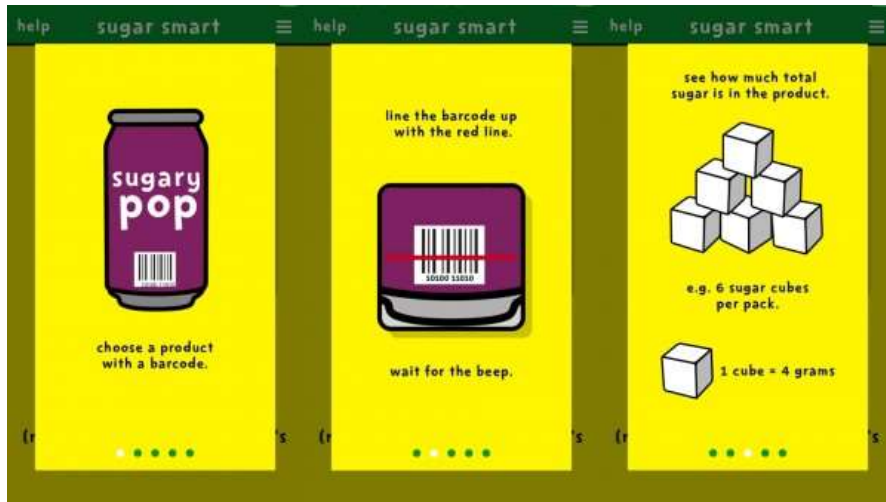 help sugar smart
sugary
pop
choose a product
with a barcode.
(r 's
help sugar smart
line the barcode up
with the red line.
10100 11010
wait for the beep.
(r 's
help sugar smart
see how much total
sugar is in the product.
e.g. 6 sugar cubes
per pack.
1 cube = 4 grams
(r 's